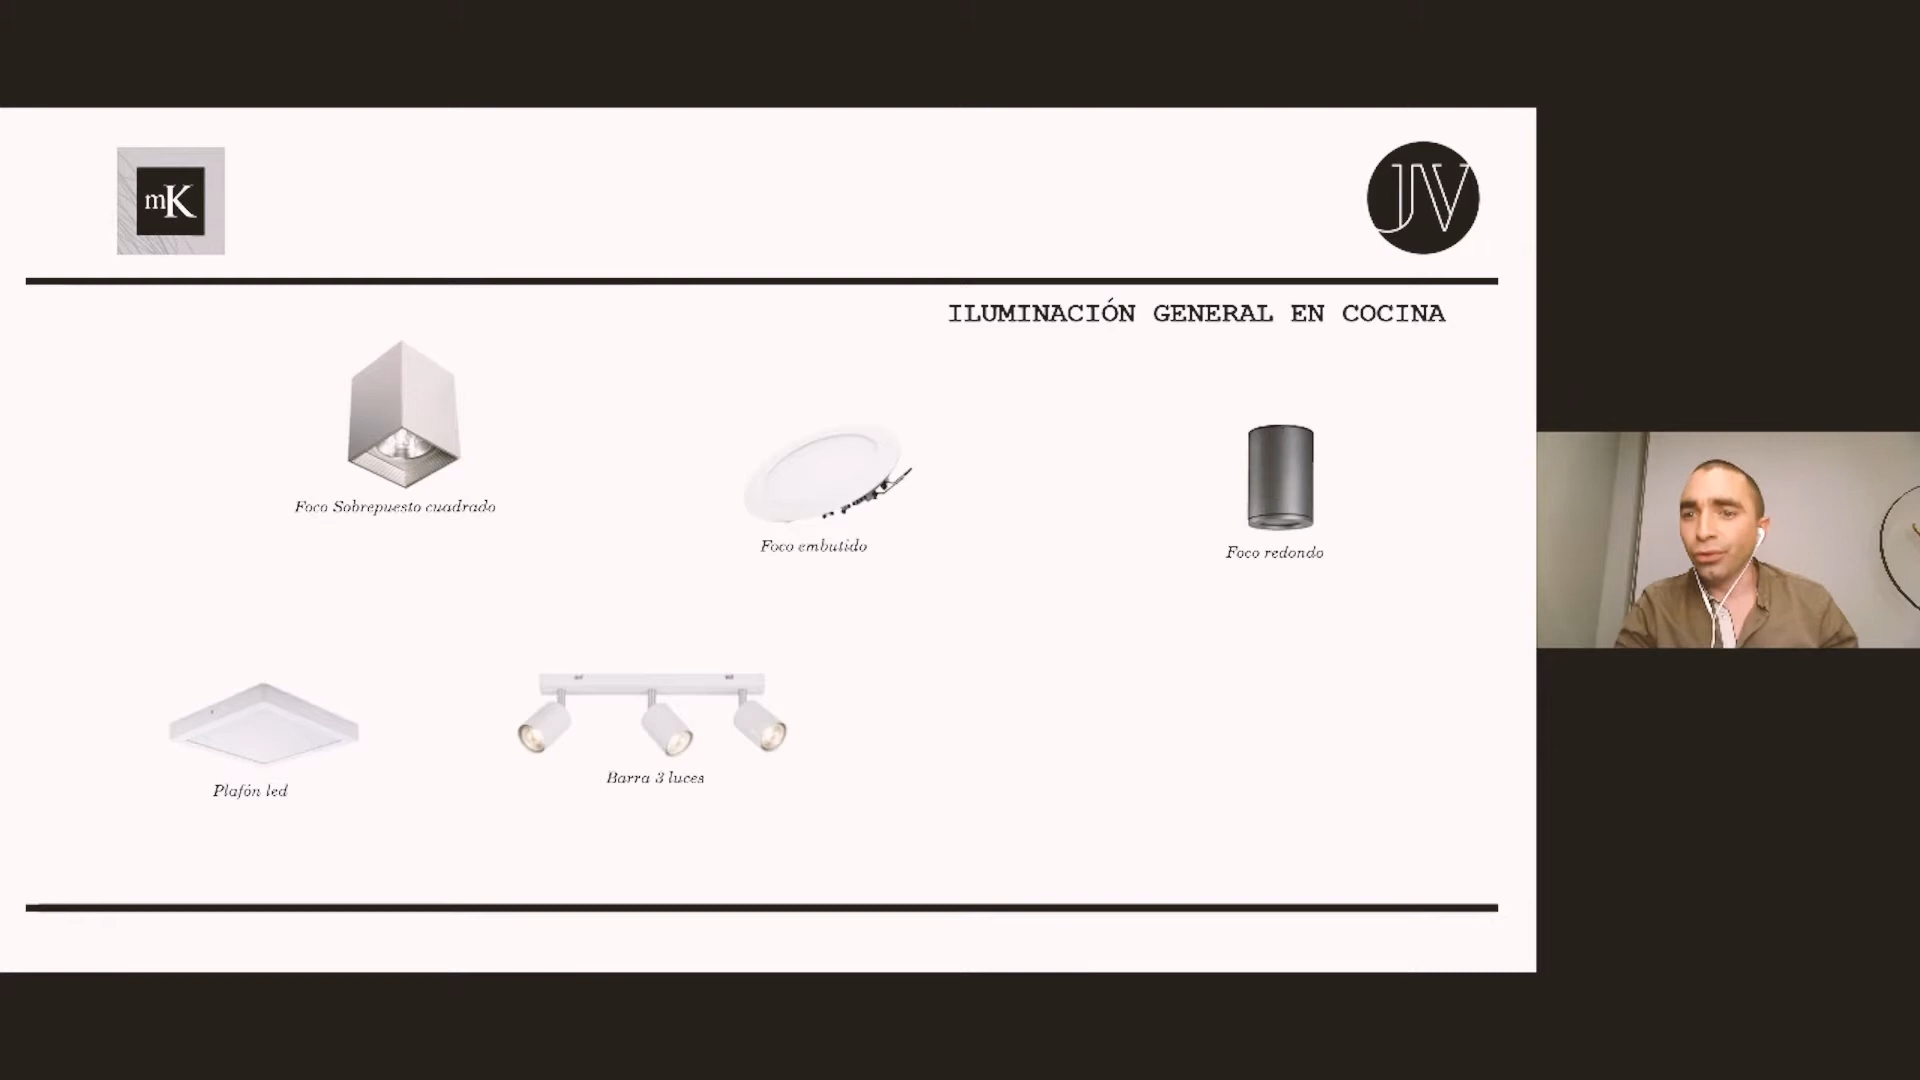 mK
JV
ILUMINACIÓN GENERAL EN COCINA
Foco Sobrepuesto cuadrado
Foco embutido
Foco redondo
Plafón led
Barra 3 luces